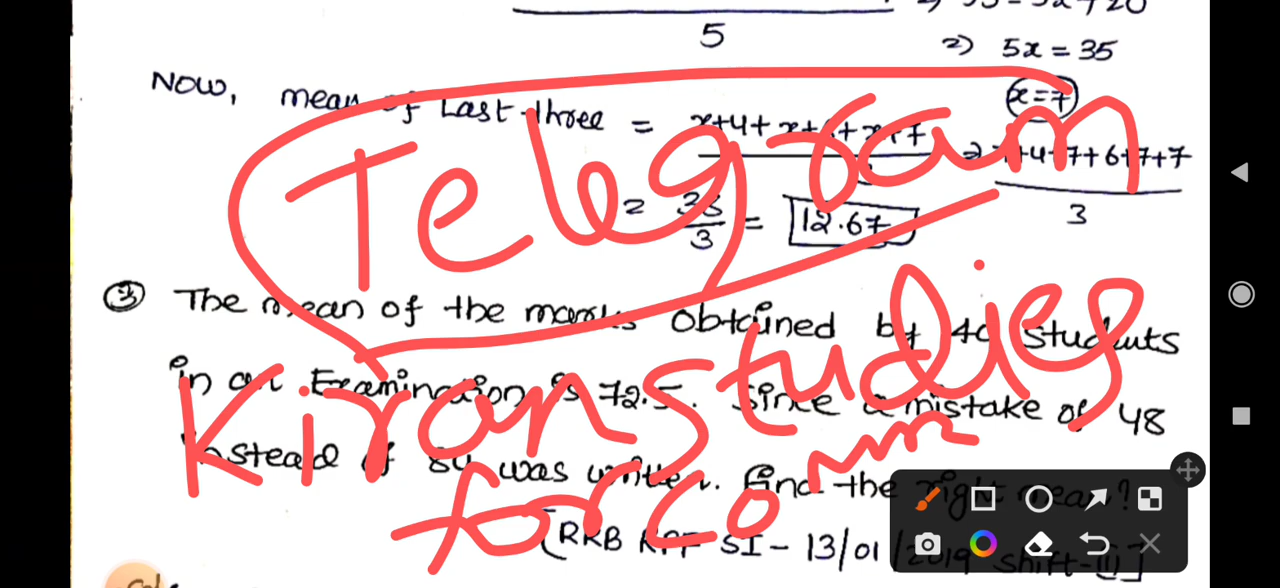 5
2) 5x = 35
x=7
Now, mean of Last three = x+4+x+6+x+7
7+4+7+6+7+7
3
= 38/3 = 12.67
3
③ The mean of the marks obtained by 40 students
in an Examination is 72.5. Since a mistake of 48
instead of 84 was written. Find the right mean?
[RRB RPF SI - 13/01/2019 shift-
Telegram
Kiran studies
for comm